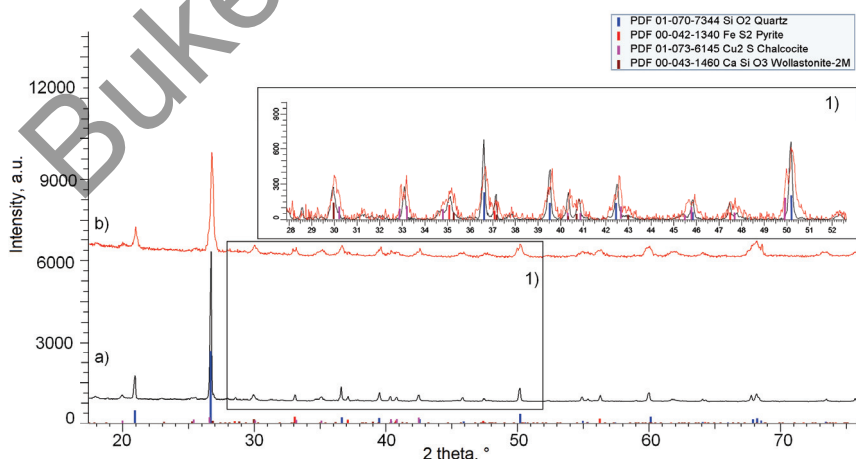 PDF 01-070-7344 Si O2 Quartz
PDF 00-042-1340 Fe S2 Pyrite
PDF 01-073-6145 Cu2 S Chalcocite
PDF 00-043-1460 Ca Si O3 Wollastonite-2M
Buke
Intensity, a.u.
12000
9000
6000
3000
0
b)
a)
1)
900
600
300
0
28 29 30 31 32 33 34 35 36 37 38 39 40 41 42 43 44 45 46 47 48 49 50 51 52
1)
20 30 40 50 60 70
2 theta, °